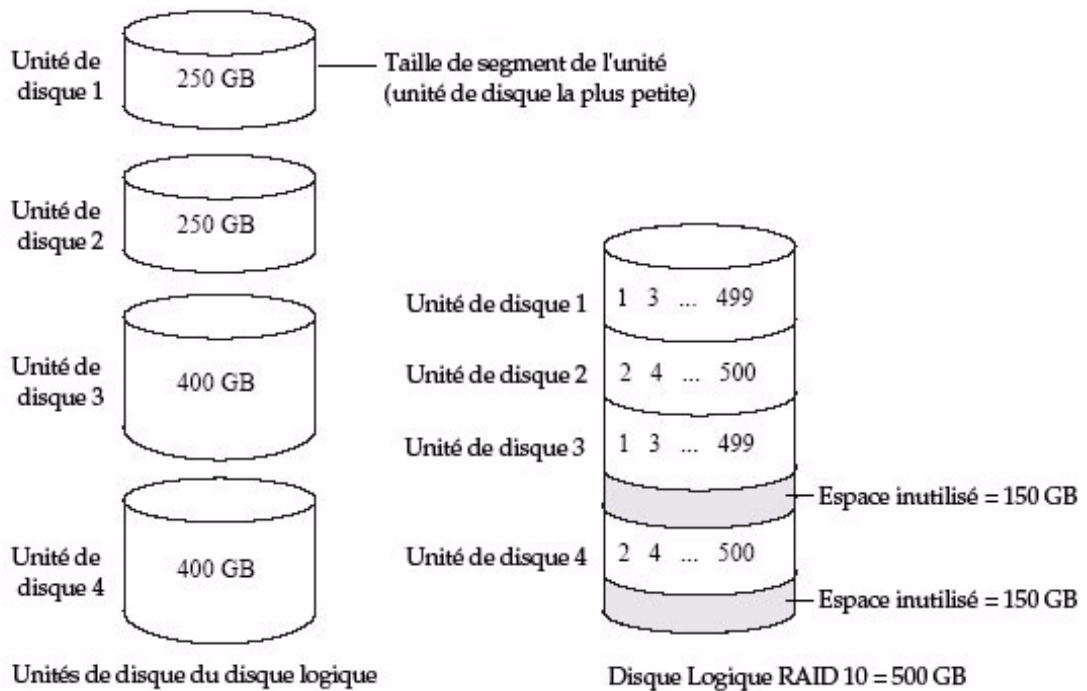 Unité de
disque 1
250 GB
Taille de segment de l'unité
(unité de disque la plus petite)
Unité de
disque 2
250 GB
Unité de
disque 3
400 GB
Unité de
disque 4
400 GB
Unités de disque du disque logique
Unité de disque 1
1 3 ... 499
Unité de disque 2
2 4 ... 500
Unité de disque 3
1 3 ... 499
Espace inutilisé = 150 GB
Unité de disque 4
2 4 ... 500
Espace inutilisé = 150 GB
Disque Logique RAID 10 = 500 GB